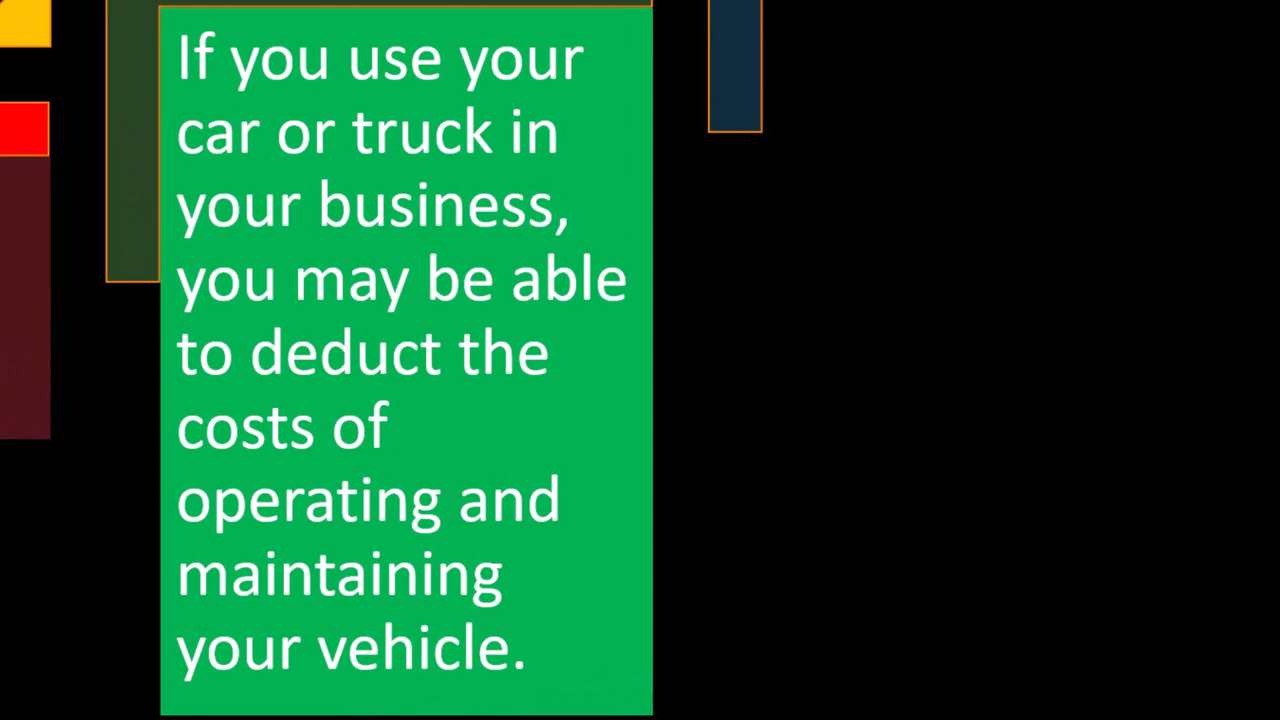 If you use your
car or truck in
your business,
you may be able
to deduct the
costs of
operating and
maintaining
your vehicle.